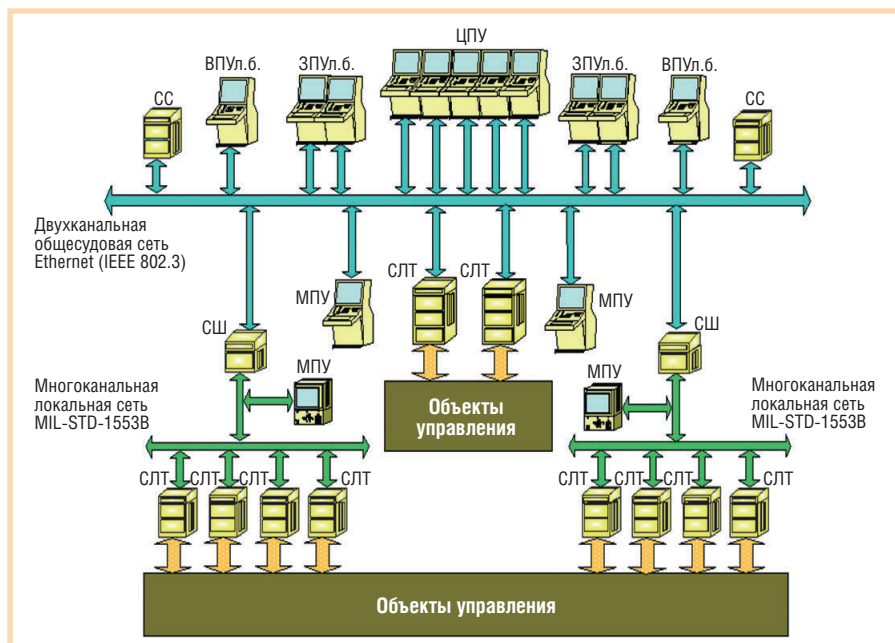 ЦПУ
ВПУл.б.
ЗПУл.б.
ЗПУл.б.
ВПУл.б.
СС
СС
Двухканальная
общесудовая сеть
Ethernet (IEEE 802.3)
СЛТ
СЛТ
МПУ
МПУ
СШ
СШ
МПУ
МПУ
Многоканальная
локальная сеть
MIL-STD-1553B
Многоканальная
локальная сеть
MIL-STD-1553B
Объекты
управления
СЛТ
СЛТ
СЛТ
СЛТ
СЛТ
СЛТ
Объекты управления